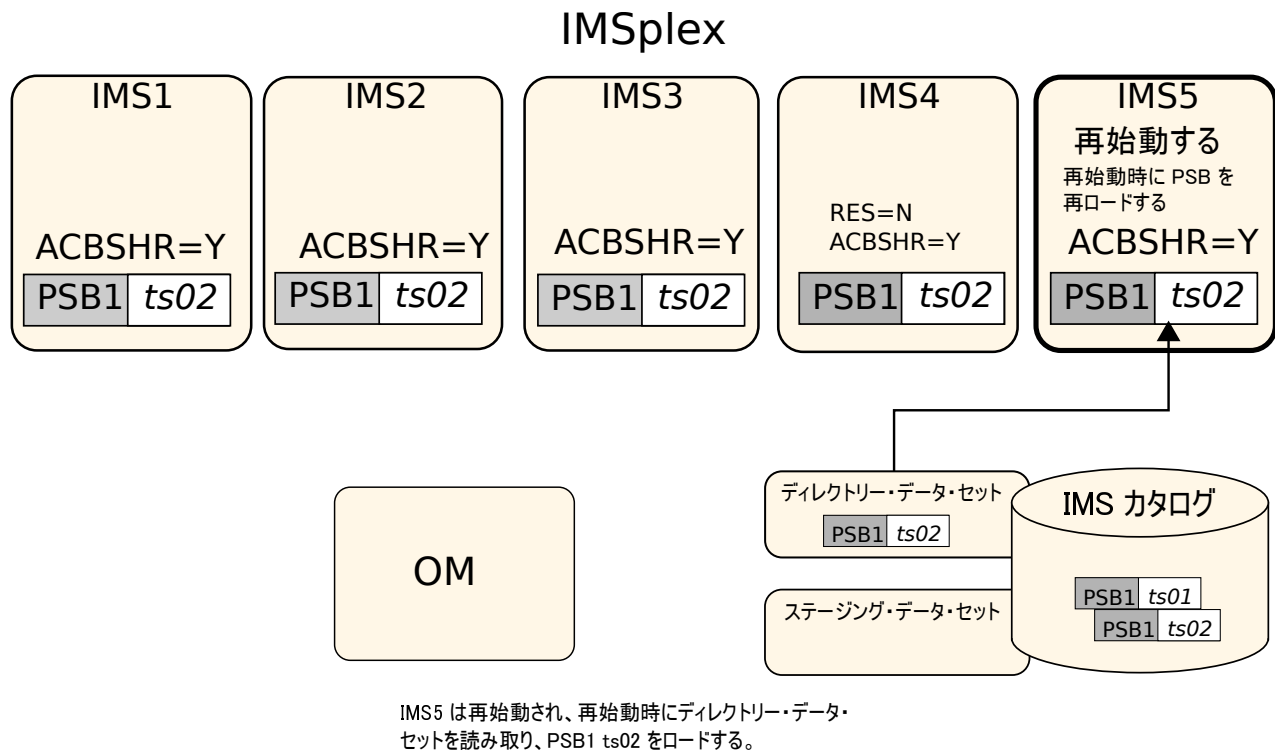 IMSplex
IMS1
ACBSHR=Y
PSB1 ts02
IMS2
ACBSHR=Y
PSB1 ts02
IMS3
ACBSHR=Y
PSB1 ts02
IMS4
RES=N
ACBSHR=Y
PSB1 ts02
IMS5
再始動する
再始動時に PSB を
再ロードする
ACBSHR=Y
PSB1 ts02
OM
ディレクトリー・データ・セット
PSB1 ts02
ステージング・データ・セット
IMS カタログ
PSB1 ts01
PSB1 ts02
IMS5 は再始動され、再始動時にディレクトリー・データ・
セットを読み取り、PSB1 ts02 をロードする。